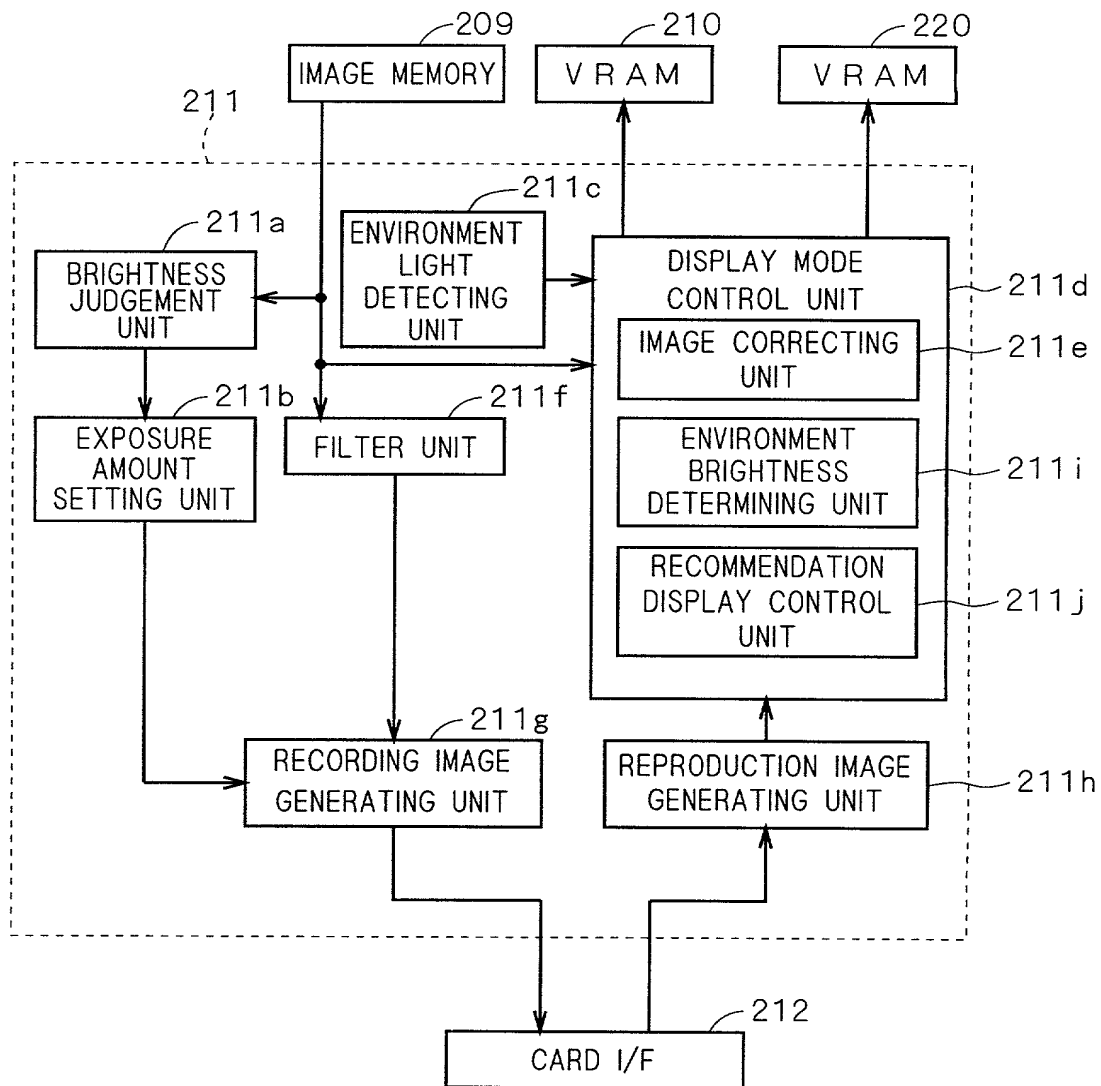 209
210
220
IMAGE MEMORY
VRAM
VRAM
211
211c
211a
ENVIRONMENT
LIGHT
DETECTING
UNIT
BRIGHTNESS
JUDGEMENT
UNIT
DISPLAY MODE
CONTROL UNIT
211d
IMAGE CORRECTING
UNIT
211e
211b
211f
EXPOSURE
AMOUNT
SETTING UNIT
FILTER UNIT
ENVIRONMENT
BRIGHTNESS
DETERMINING UNIT
211i
RECOMMENDATION
DISPLAY CONTROL
UNIT
211j
211g
RECORDING IMAGE
GENERATING UNIT
REPRODUCTION IMAGE
GENERATING UNIT
211h
212
CARD I/F